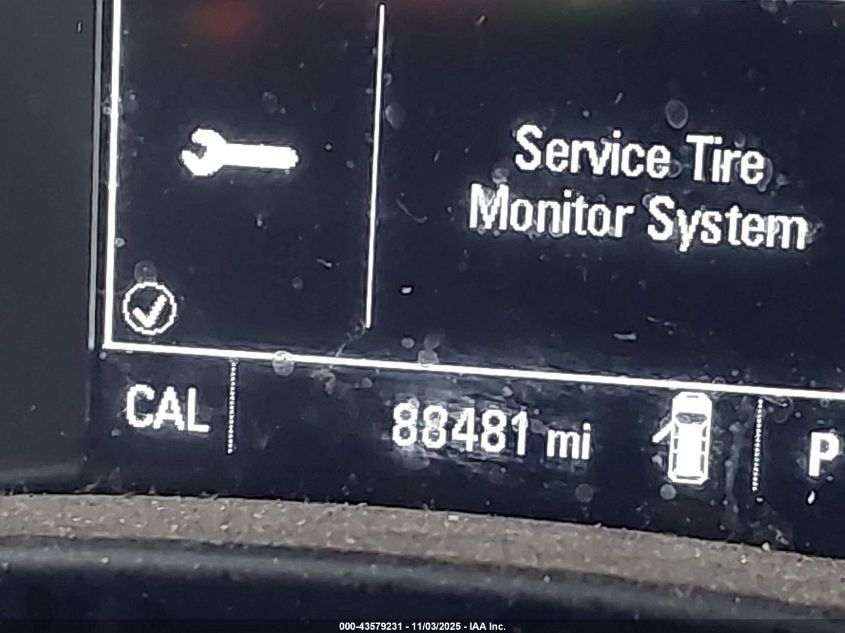 Service Tire
Monitor System
CAL
88481 mi
P
000-43579231 - 11/03/2025 - IAA Inc.